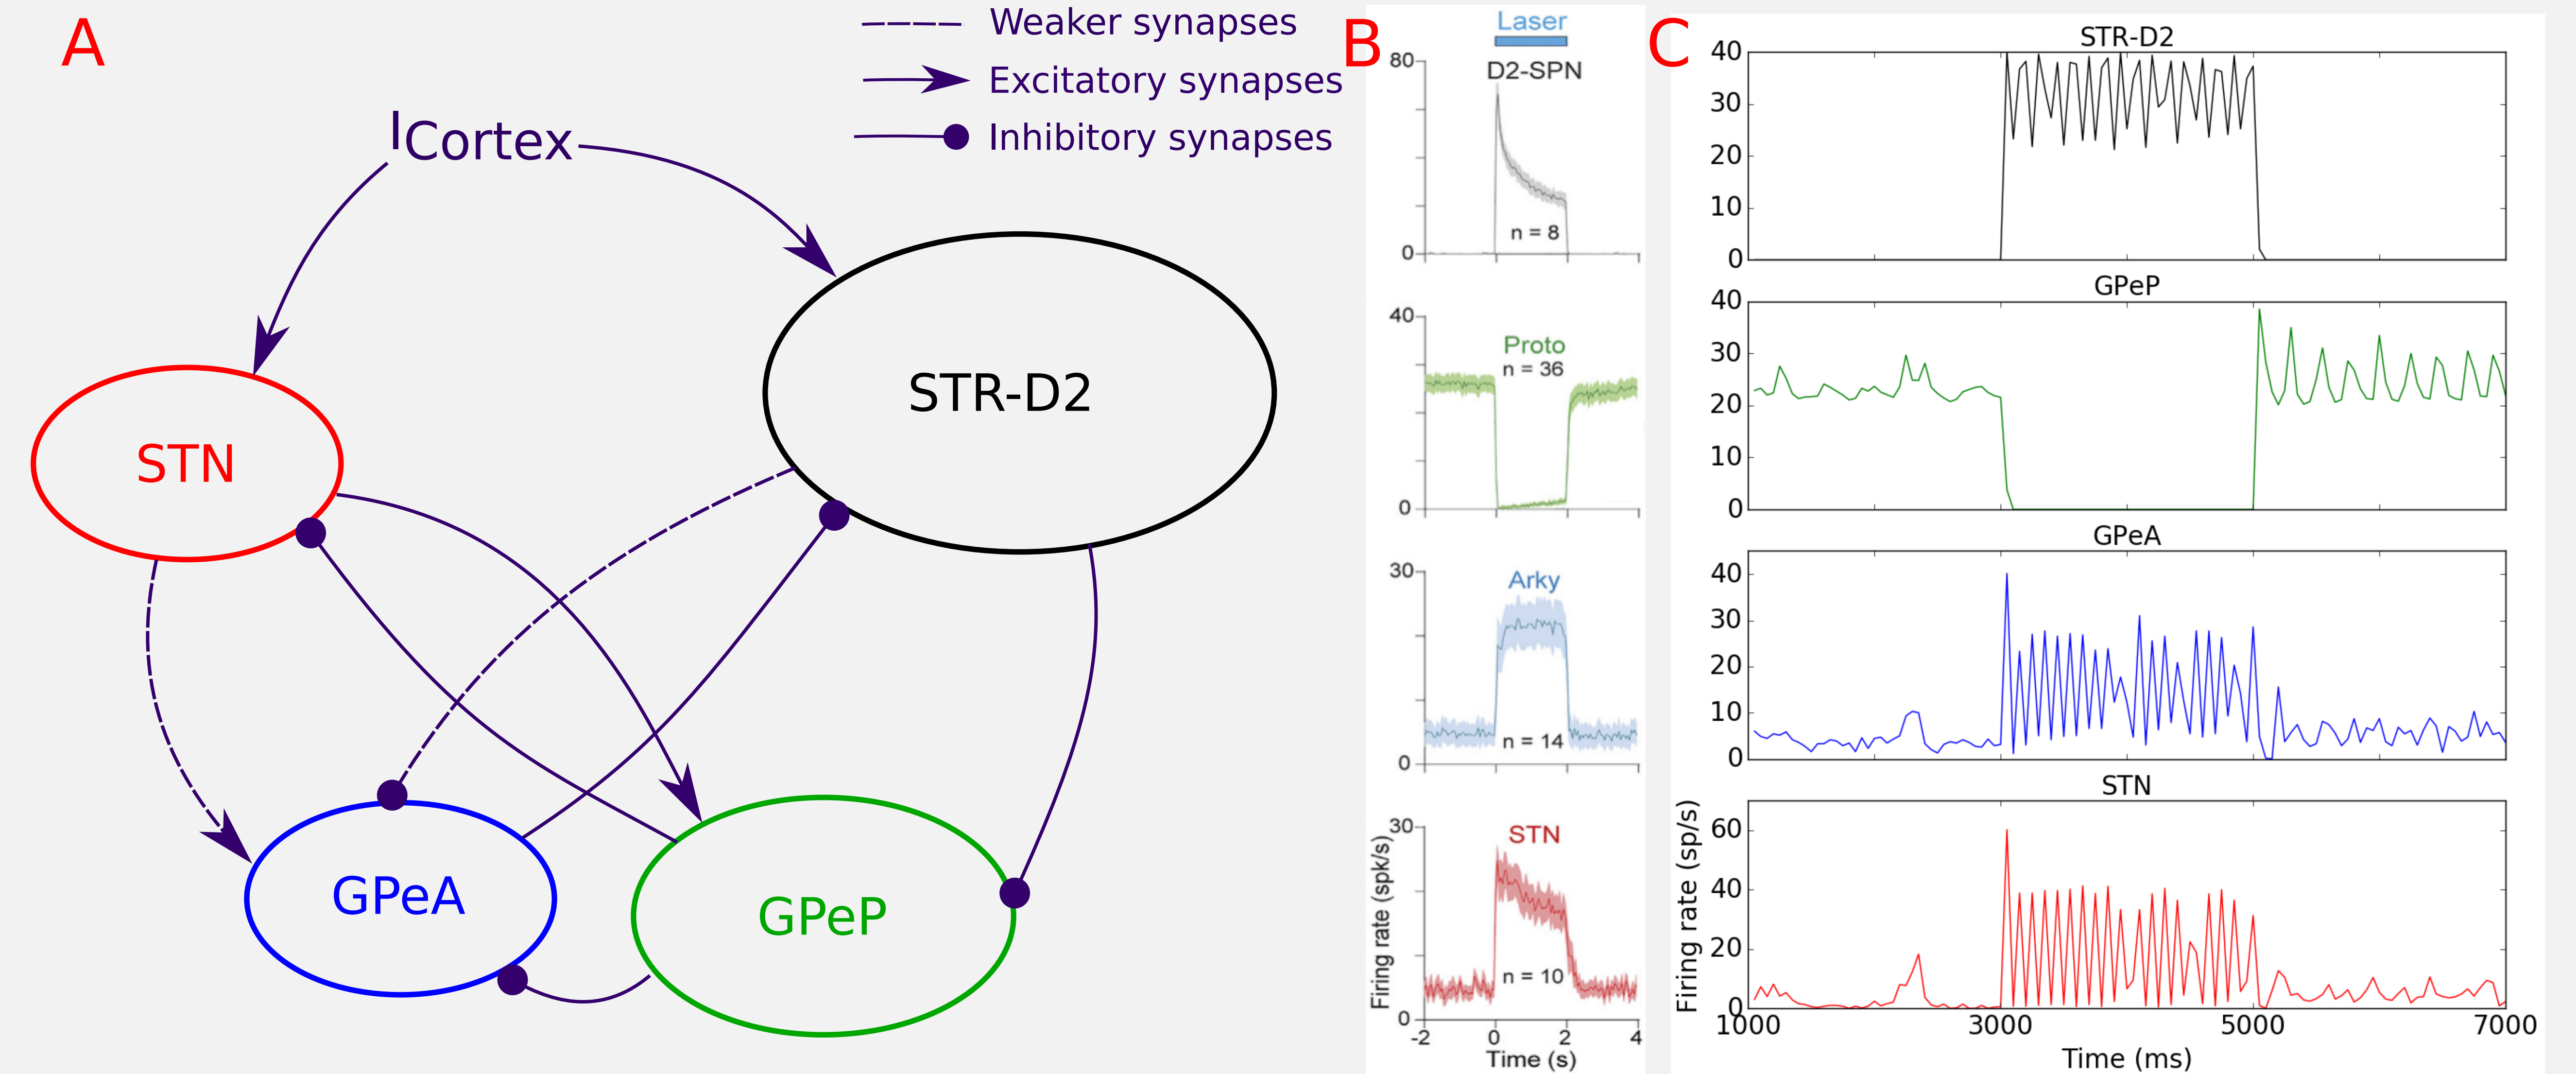 A
Weaker synapses
Excitatory synapses
Inhibitory synapses
ICortex
STR-D2
STN
GPeA
GPeP
B
Laser
80
D2-SPN
n = 8
0
40
Proto
n = 36
0
30
Arky
n = 14
0
30
STN
n = 10
0
Firing rate (spk/s)
-2 0 2 4
Time (s)
C
STR-D2
40
30
20
10
0
GPeP
40
30
20
10
0
GPeA
40
30
20
10
0
STN
60
40
20
0
Firing rate (sp/s)
1000 3000 5000 7000
Time (ms)